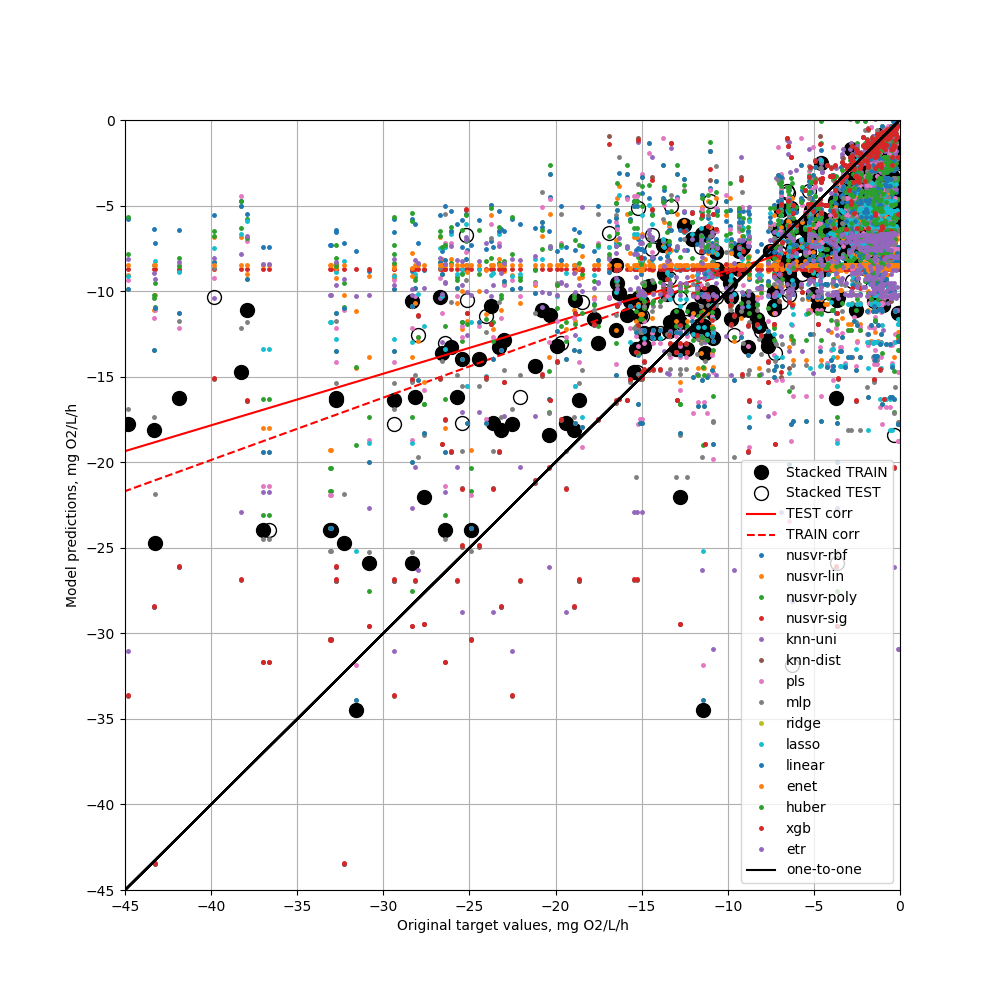 0
−5
−10
−15
−20
−25
−30
−35
−40
−45
Model predictions, mg O2/L/h
−45 −40 −35 −30 −25 −20 −15 −10 −5 0
Original target values, mg O2/L/h
Stacked TRAIN
Stacked TEST
TEST corr
TRAIN corr
nusvr-rbf
nusvr-lin
nusvr-poly
nusvr-sig
knn-uni
knn-dist
pls
mlp
ridge
lasso
linear
enet
huber
xgb
etr
one-to-one